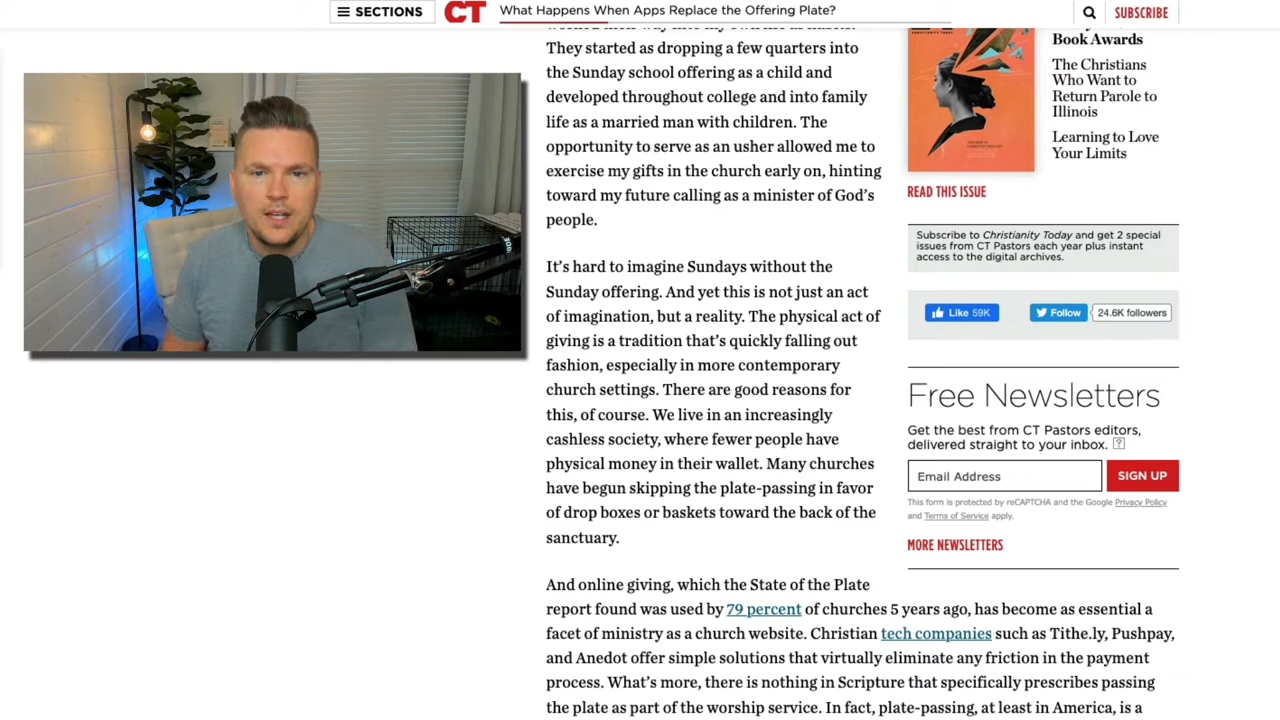 SECTIONS
CT
What Happens When Apps Replace the Offering Plate?
SUBSCRIBE
They started as dropping a few quarters into
the Sunday school offering as a child and
developed throughout college and into family
life as a married man with children. The
opportunity to serve as an usher allowed me to
exercise my gifts in the church early on, hinting
toward my future calling as a minister of God's
people.
It's hard to imagine Sundays without the
Sunday offering. And yet this is not just an act
of imagination, but a reality. The physical act of
giving is a tradition that's quickly falling out
fashion, especially in more contemporary
church settings. There are good reasons for
this, of course. We live in an increasingly
cashless society, where fewer people have
physical money in their wallet. Many churches
have begun skipping the plate-passing in favor
of drop boxes or baskets toward the back of the
sanctuary.
And online giving, which the State of the Plate
report found was used by 79 percent of churches 5 years ago, has become as essential a
facet of ministry as a church website. Christian tech companies such as Tithe.ly, Pushpay,
and Anedot offer simple solutions that virtually eliminate any friction in the payment
process. What's more, there is nothing in Scripture that specifically prescribes passing
the plate as part of the worship service. In fact, plate-passing, at least in America, is a
Book Awards
The Christians
Who Want to
Return Parole to
Illinois
Learning to Love
Your Limits
READ THIS ISSUE
Subscribe to Christianity Today and get 2 special
issues from CT Pastors each year plus instant
access to the digital archives.
Like 59K
Follow
24.6K followers
Free Newsletters
Get the best from CT Pastors editors,
delivered straight to your inbox. ?
Email Address
SIGN UP
This form is protected by reCAPTCHA and the Google Privacy Policy
and Terms of Service apply.
MORE NEWSLETTERS